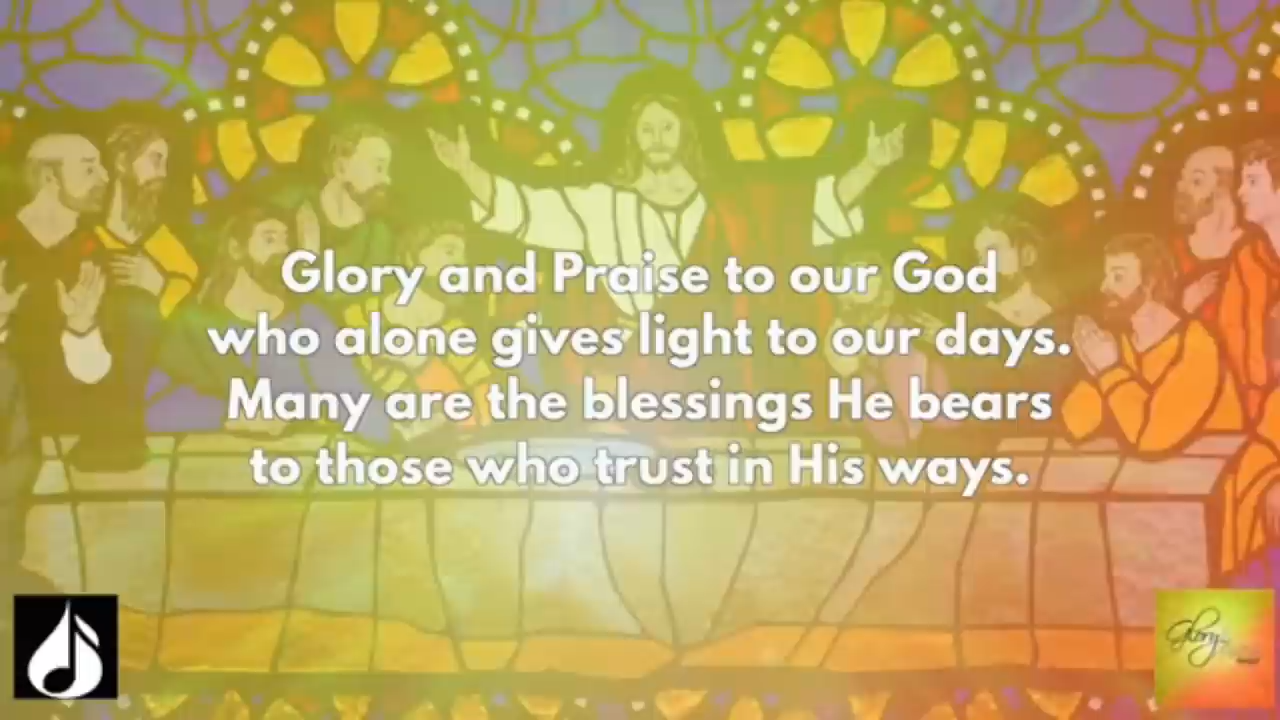 Glory and Praise to our God
who alone gives light to our days.
Many are the blessings He bears
to those who trust in His ways.
Glory